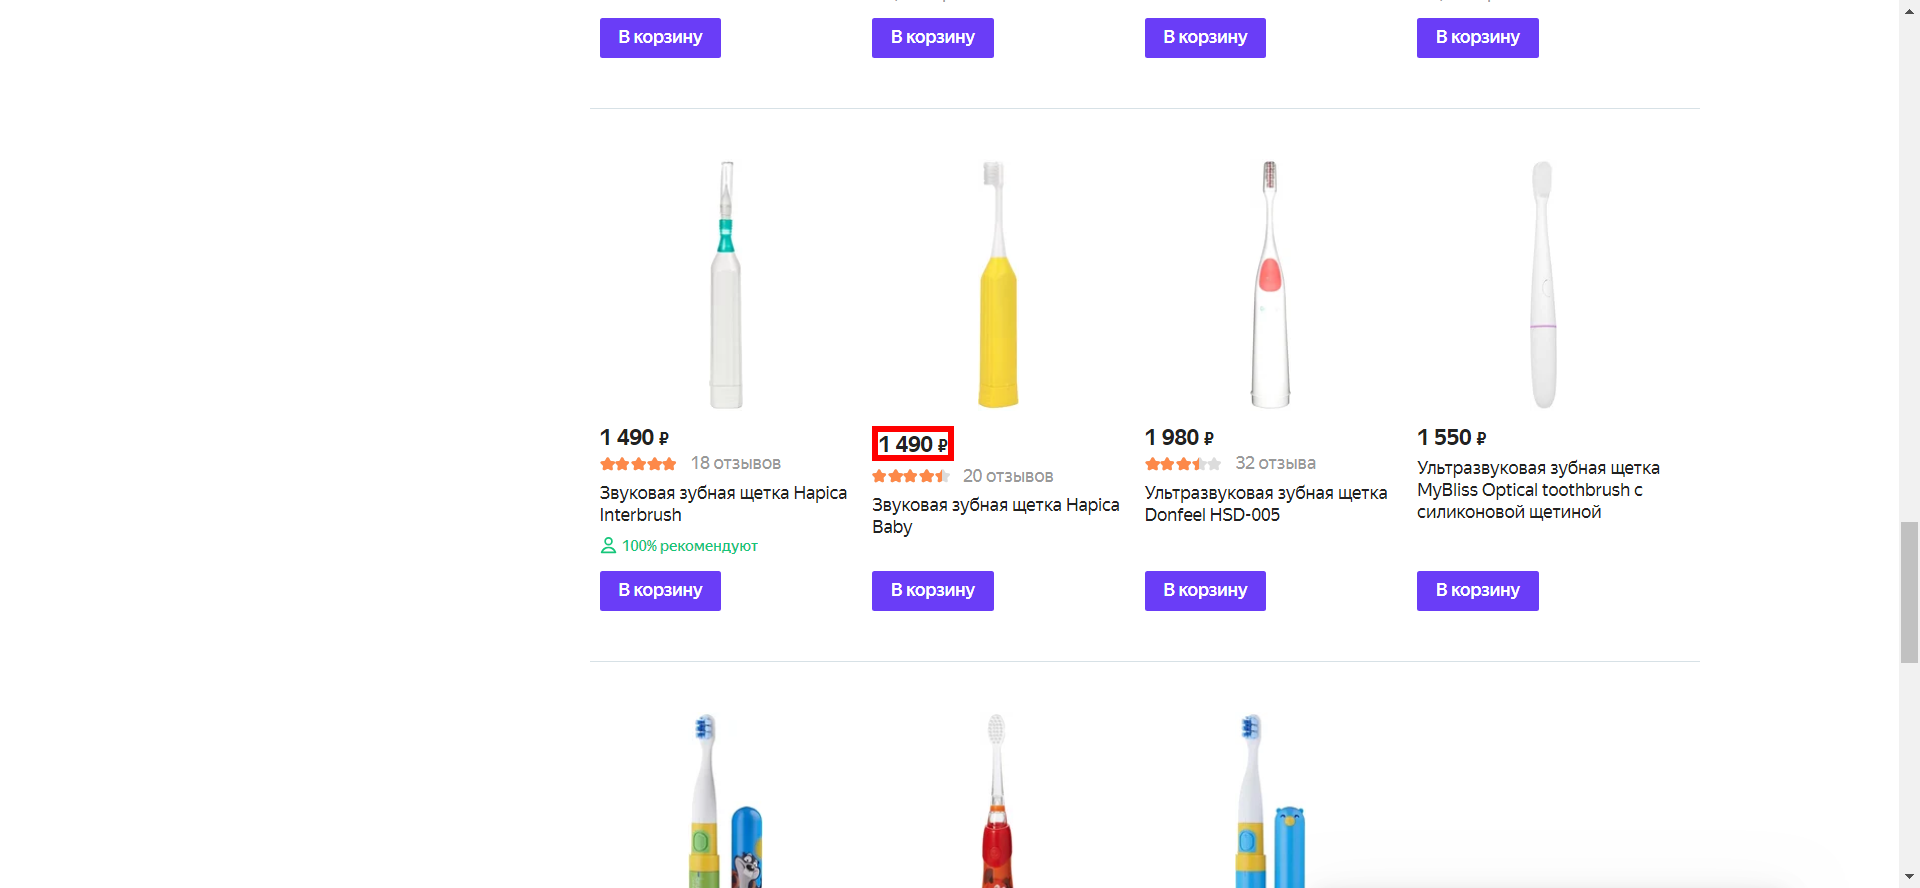 В корзину
В корзину
В корзину
В корзину
1 490 ₽
18 отзывов
Звуковая зубная щетка Hapica
Interbrush
100% рекомендуют
В корзину
1 490 ₽
20 отзывов
Звуковая зубная щетка Hapica
Baby
В корзину
1 980 ₽
32 отзыва
Ультразвуковая зубная щетка
Donfeel HSD-005
В корзину
1 550 ₽
Ультразвуковая зубная щетка
MyBliss Optical toothbrush с
силиконовой щетиной
В корзину